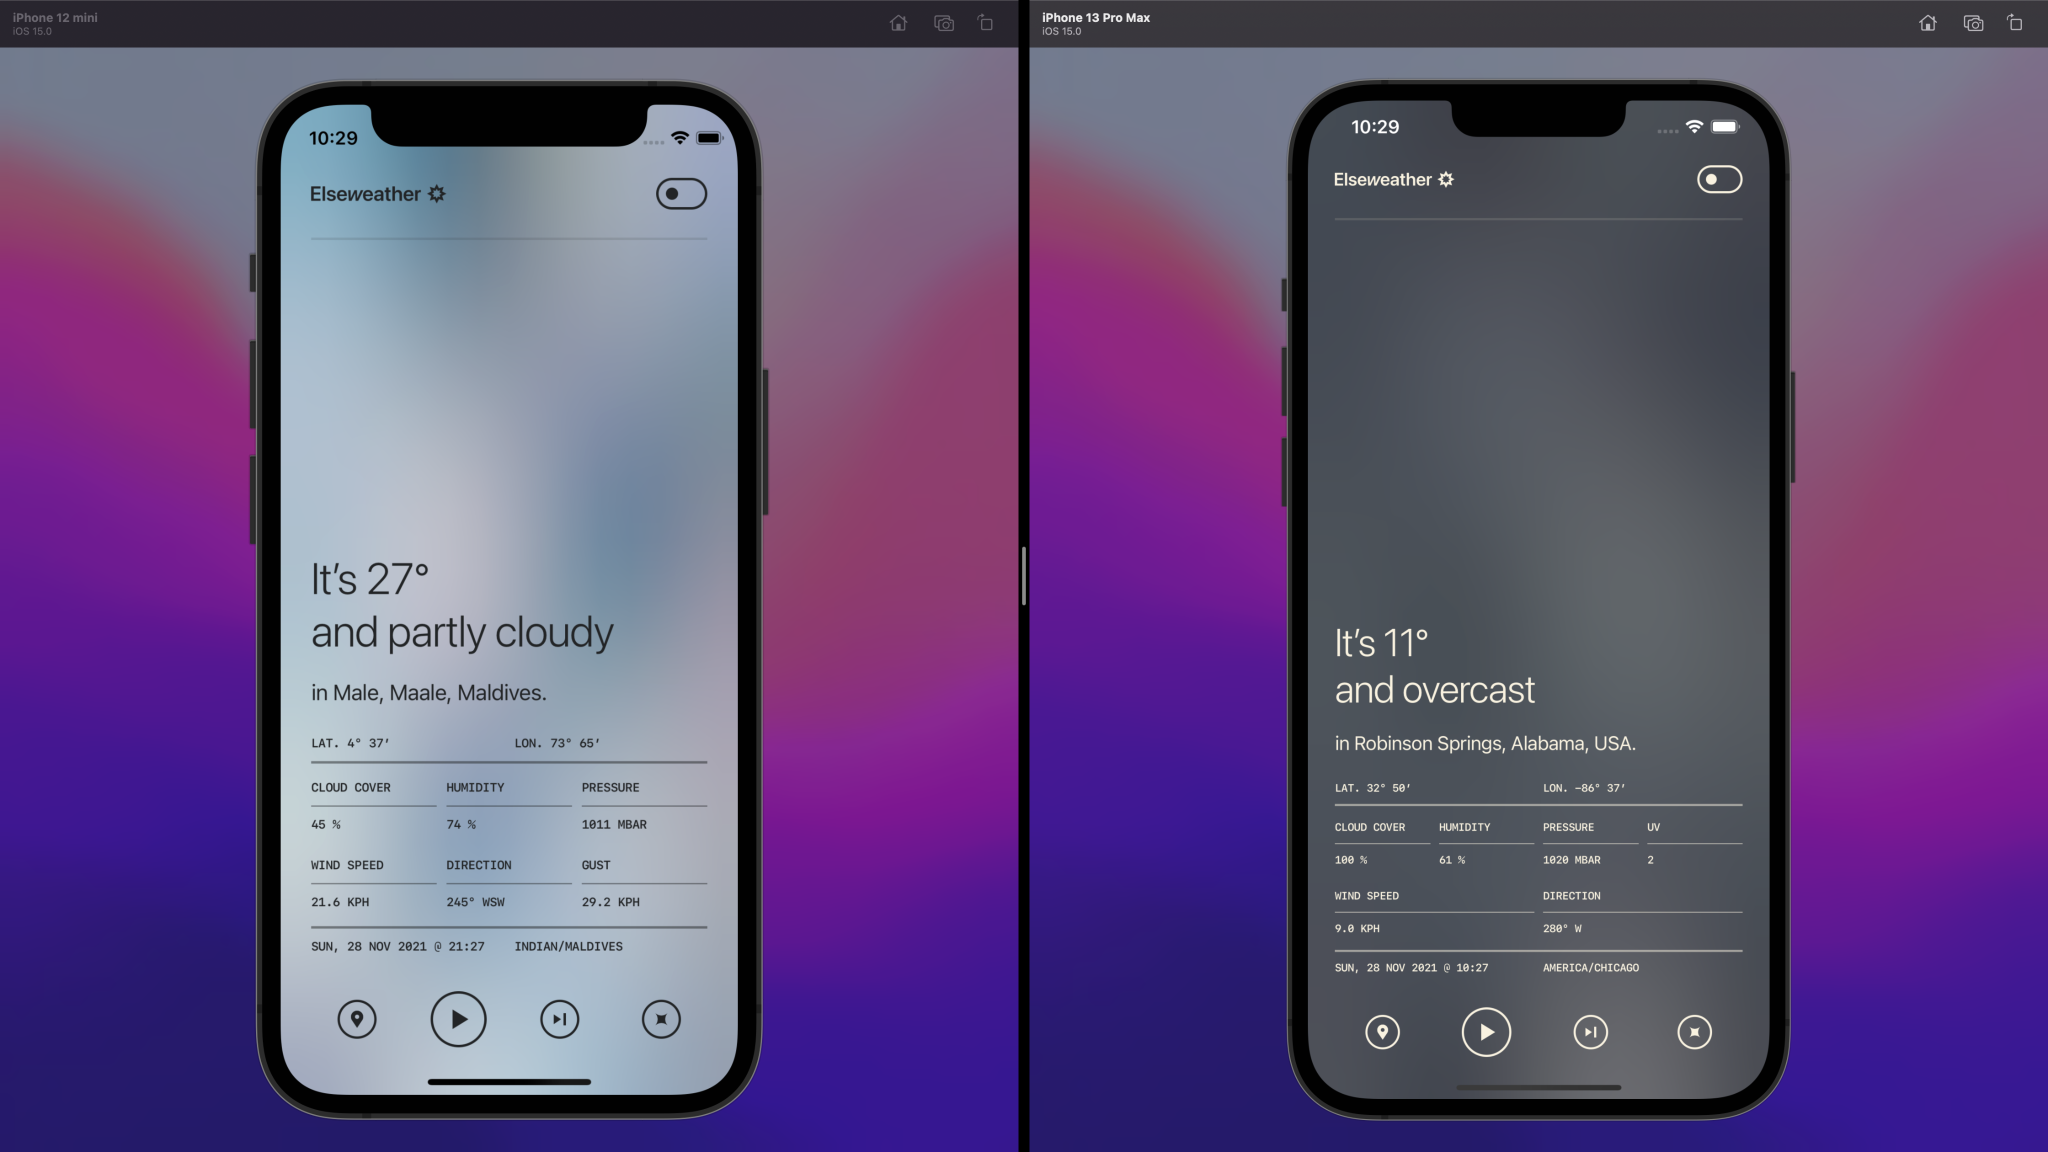 iPhone 12 mini
iOS 15.0
10:29
Elseweather
It's 27°
and partly cloudy
in Male, Maale, Maldives.
LAT. 4° 37′ LON. 73° 65′
CLOUD COVER HUMIDITY PRESSURE
45 % 74 % 1011 MBAR
WIND SPEED DIRECTION GUST
21.6 KPH 245° WSW 29.2 KPH
SUN, 28 NOV 2021 @ 21:27 INDIAN/MALDIVES
iPhone 13 Pro Max
iOS 15.0
10:29
Elseweather
It's 11°
and overcast
in Robinson Springs, Alabama, USA.
LAT. 32° 50′ LON. -86° 37′
CLOUD COVER HUMIDITY PRESSURE UV
100 % 61 % 1020 MBAR 2
WIND SPEED DIRECTION
9.0 KPH 280° W
SUN, 28 NOV 2021 @ 10:27 AMERICA/CHICAGO